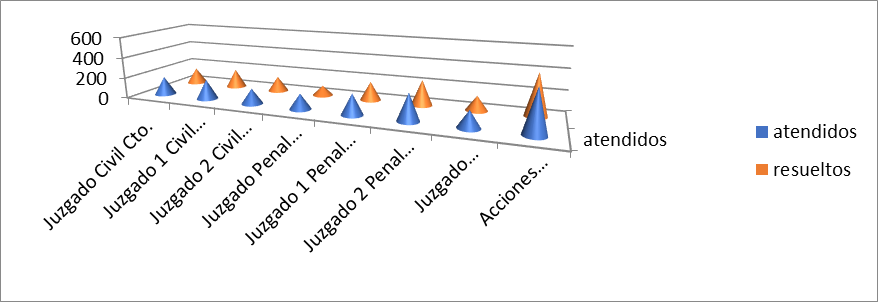 600
400
200
0
Juzgado Civil Cto.
Juzgado 1 Civil...
Juzgado 2 Civil...
Juzgado Penal...
Juzgado 1 Penal...
Juzgado 2 Penal...
Juzgado...
Acciones...
atendidos
atendidos
resueltos